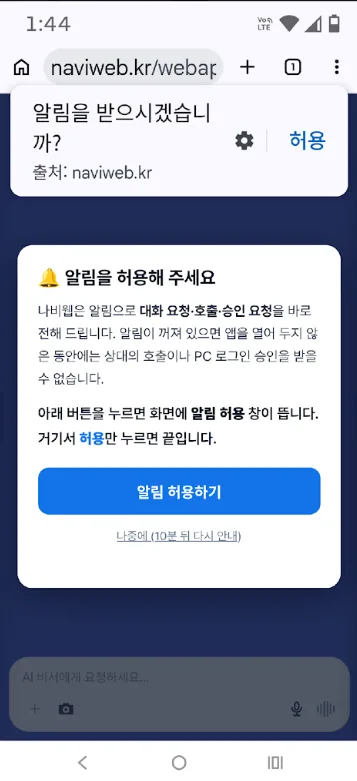 1:44
Vo))
LTE
naviweb.kr/webap
1
알림을 받으시겠습니
까?
허용
출처: naviweb.kr
🔔 알림을 허용해 주세요
나비웹은 알림으로 대화 요청·호출·승인 요청을 바로
전해 드립니다. 알림이 꺼져 있으면 앱을 열어 두지 않
은 동안에는 상대의 호출이나 PC 로그인 승인을 받을
수 없습니다.
아래 버튼을 누르면 화면에 알림 허용 창이 뜹니다.
거기서 허용만 누르면 끝입니다.
알림 허용하기
나중에 (10분 뒤 다시 안내)
AI 비서에게 요청하세요...